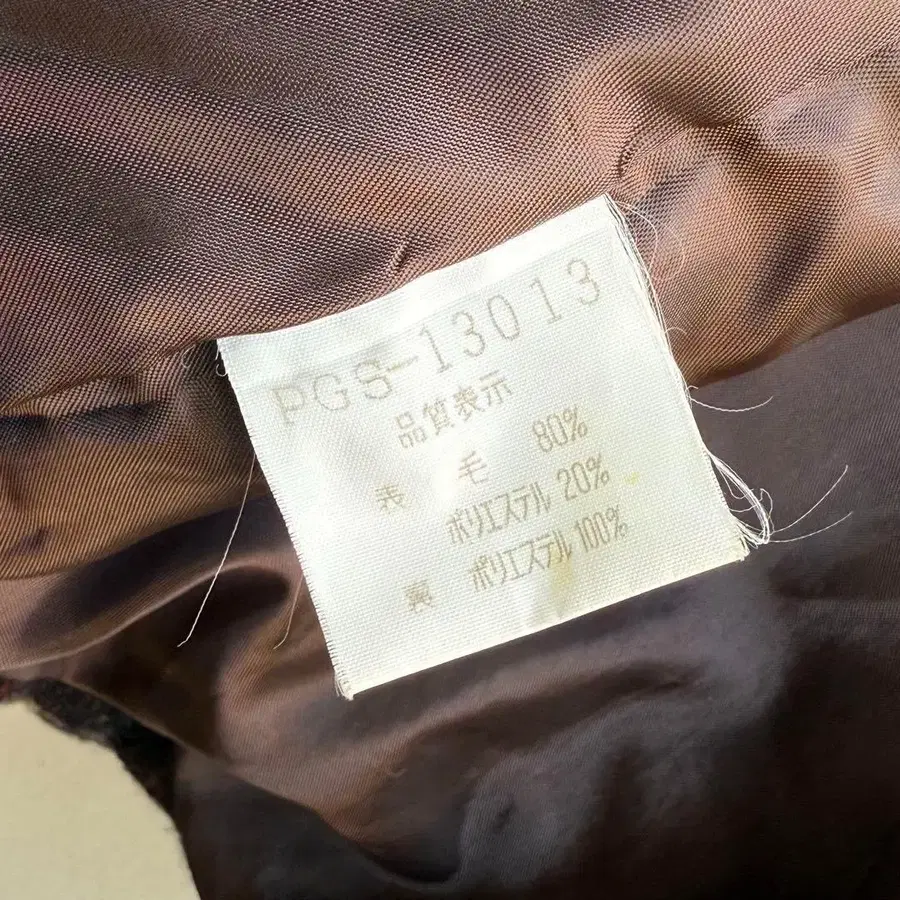 PGS-13013
品質表示
表 毛 80%
ポリエステル 20%
裏 ポリエステル 100%